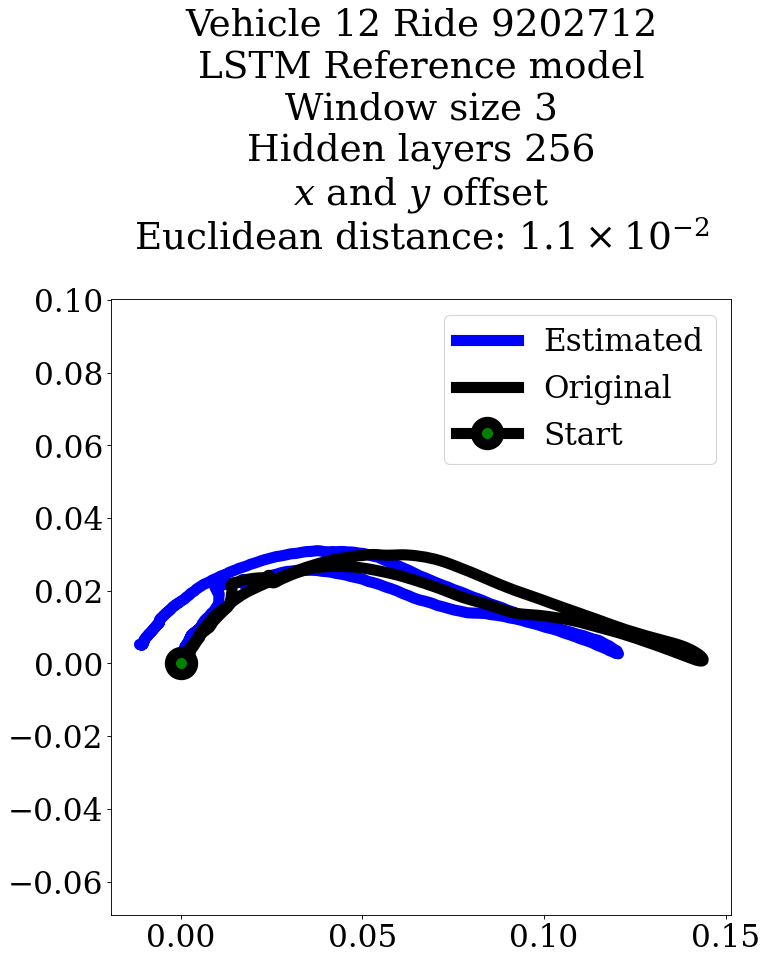 Vehicle 12 Ride 9202712
LSTM Reference model
Window size 3
Hidden layers 256
x and y offset
Euclidean distance: 1.1 × 10⁻²
0.10
Estimated
0.08
Original
0.06
Start
0.04
0.02
0.00
−0.02
−0.04
−0.06
0.00 0.05 0.10 0.15